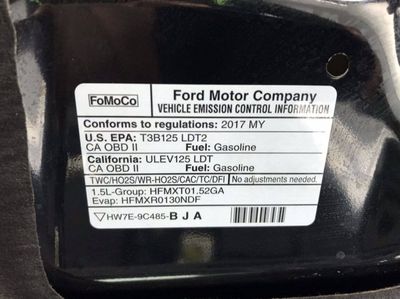 FoMoCo
Ford Motor Company
VEHICLE EMISSION CONTROL INFORMATION
Conforms to regulations: 2017 MY
U.S. EPA: T3B125 LDT2
CA OBD II Fuel: Gasoline
California: ULEV125 LDT
CA OBD II Fuel: Gasoline
TWC/HO2S/WR-HO2S/CAC/TC/DFI No adjustments needed.
1.5L-Group: HFMXT01.52GA
Evap: HFMXR0130NDF
HW7E-9C485-BJA